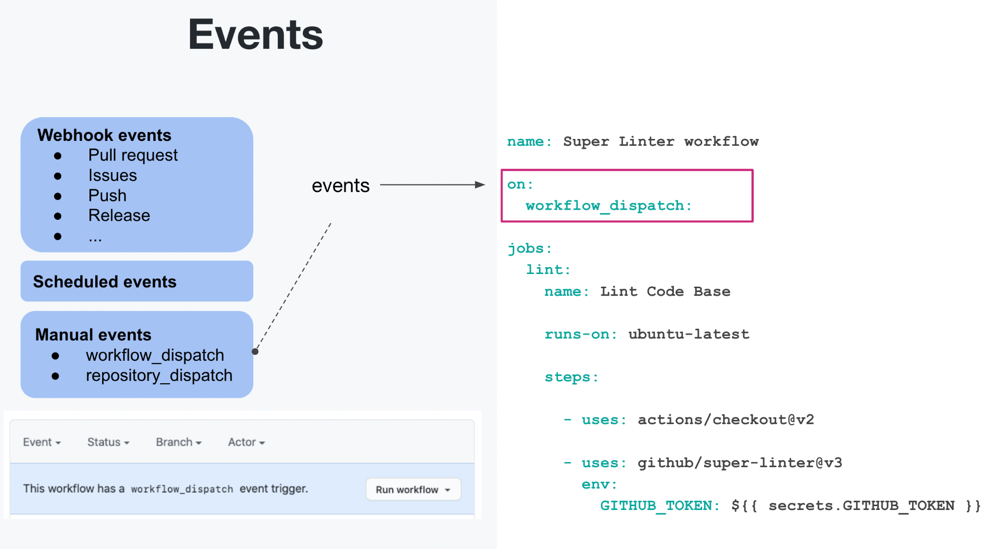 Events
Webhook events
● Pull request
● Issues
● Push
● Release
● ...
Scheduled events
Manual events
● workflow_dispatch
● repository_dispatch
events
Event
Status
Branch
Actor
This workflow has a workflow_dispatch event trigger.
Run workflow
name: Super Linter workflow
on:
  workflow_dispatch:
jobs:
  lint:
    name: Lint Code Base
    runs-on: ubuntu-latest
    steps:
      - uses: actions/checkout@v2
      - uses: github/super-linter@v3
        env:
          GITHUB_TOKEN: ${{ secrets.GITHUB_TOKEN }}